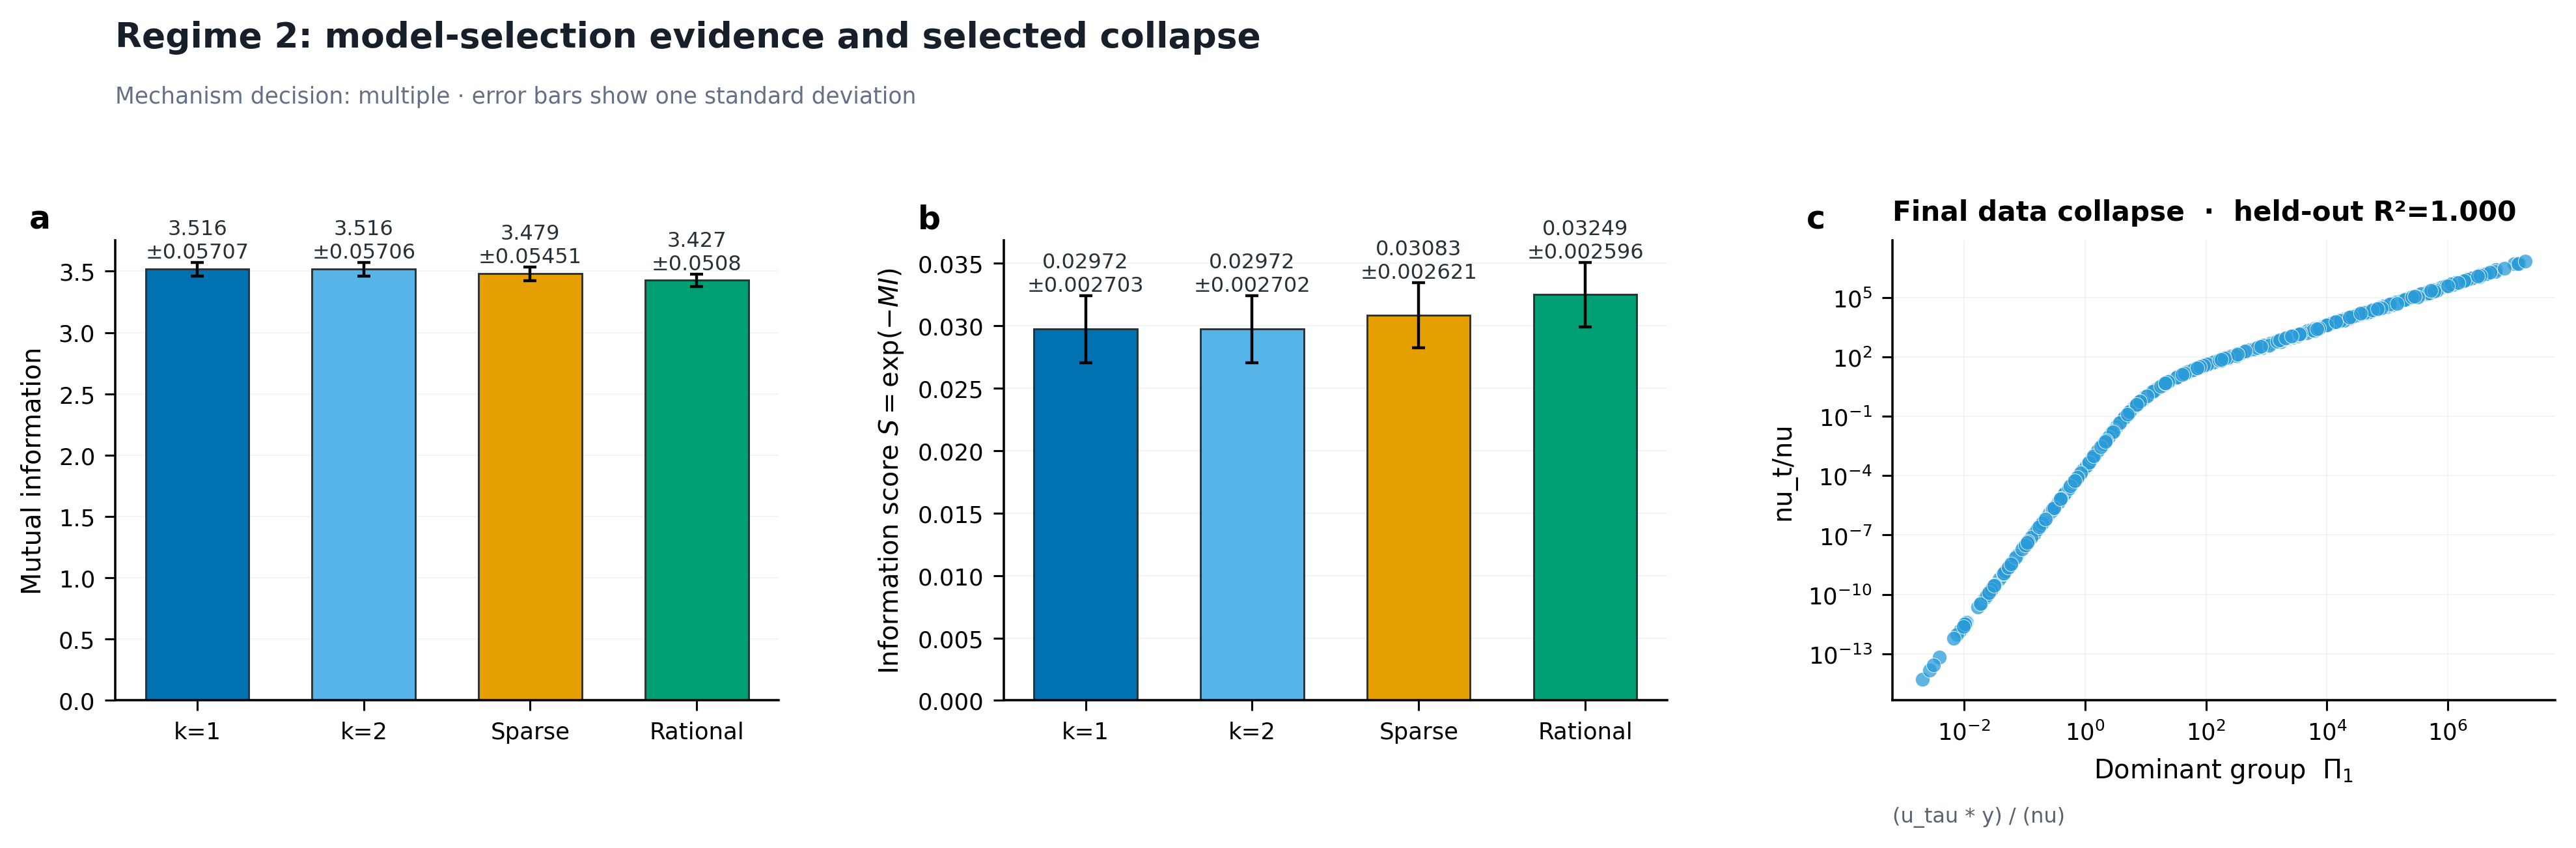 Regime 2: model-selection evidence and selected collapse
Mechanism decision: multiple · error bars show one standard deviation
a
3.516
±0.05707
3.516
±0.05706
3.479
±0.05451
3.427
±0.0508
Mutual information
3.5
3.0
2.5
2.0
1.5
1.0
0.5
0.0
k=1
k=2
Sparse
Rational
b
0.02972
±0.002703
0.02972
±0.002702
0.03083
±0.002621
0.03249
±0.002596
Information score S = exp(−MI)
0.035
0.030
0.025
0.020
0.015
0.010
0.005
0.000
k=1
k=2
Sparse
Rational
c
Final data collapse · held-out R²=1.000
nu_t/nu
10⁵
10²
10⁻¹
10⁻⁴
10⁻⁷
10⁻¹⁰
10⁻¹³
10⁻²
10⁰
10²
10⁴
10⁶
Dominant group Π₁
(u_tau * y) / (nu)